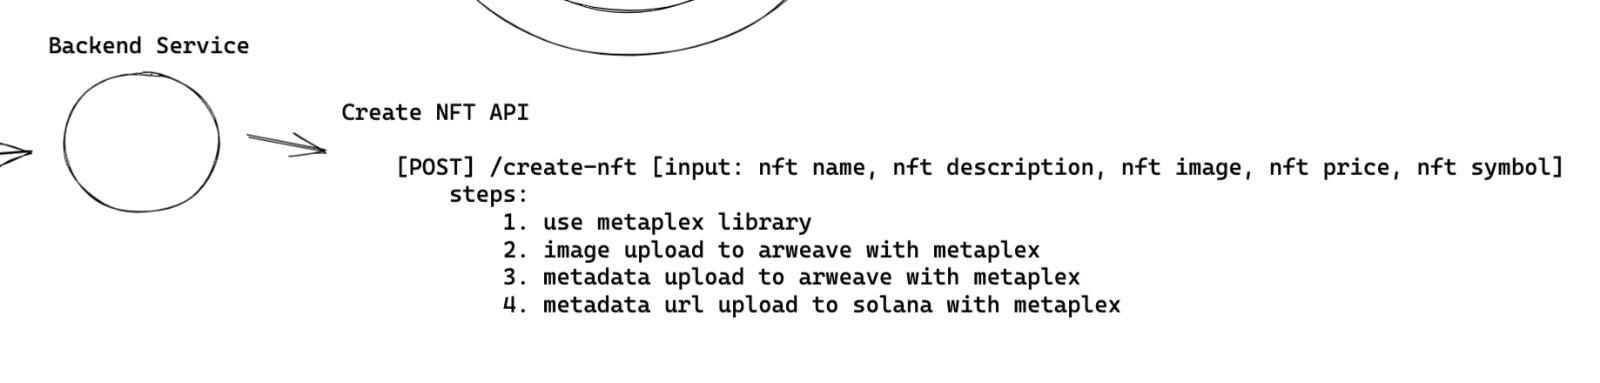 Backend Service
Create NFT API
[POST] /create-nft [input: nft name, nft description, nft image, nft price, nft symbol]
steps:
1. use metaplex library
2. image upload to arweave with metaplex
3. metadata upload to arweave with metaplex
4. metadata url upload to solana with metaplex